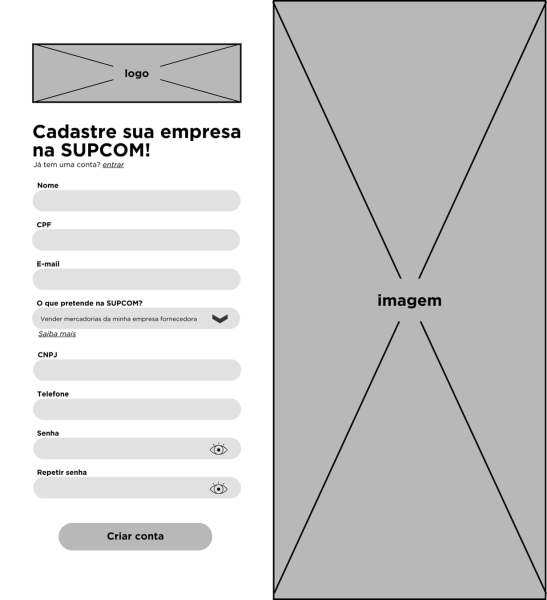 logo
Cadastre sua empresa
na SUPCOM!
Já tem uma conta? entrar
Nome
CPF
E-mail
O que pretende na SUPCOM?
Vender mercadorias da minha empresa fornecedora
Saiba mais
CNPJ
Telefone
Senha
Repetir senha
Criar conta
imagem